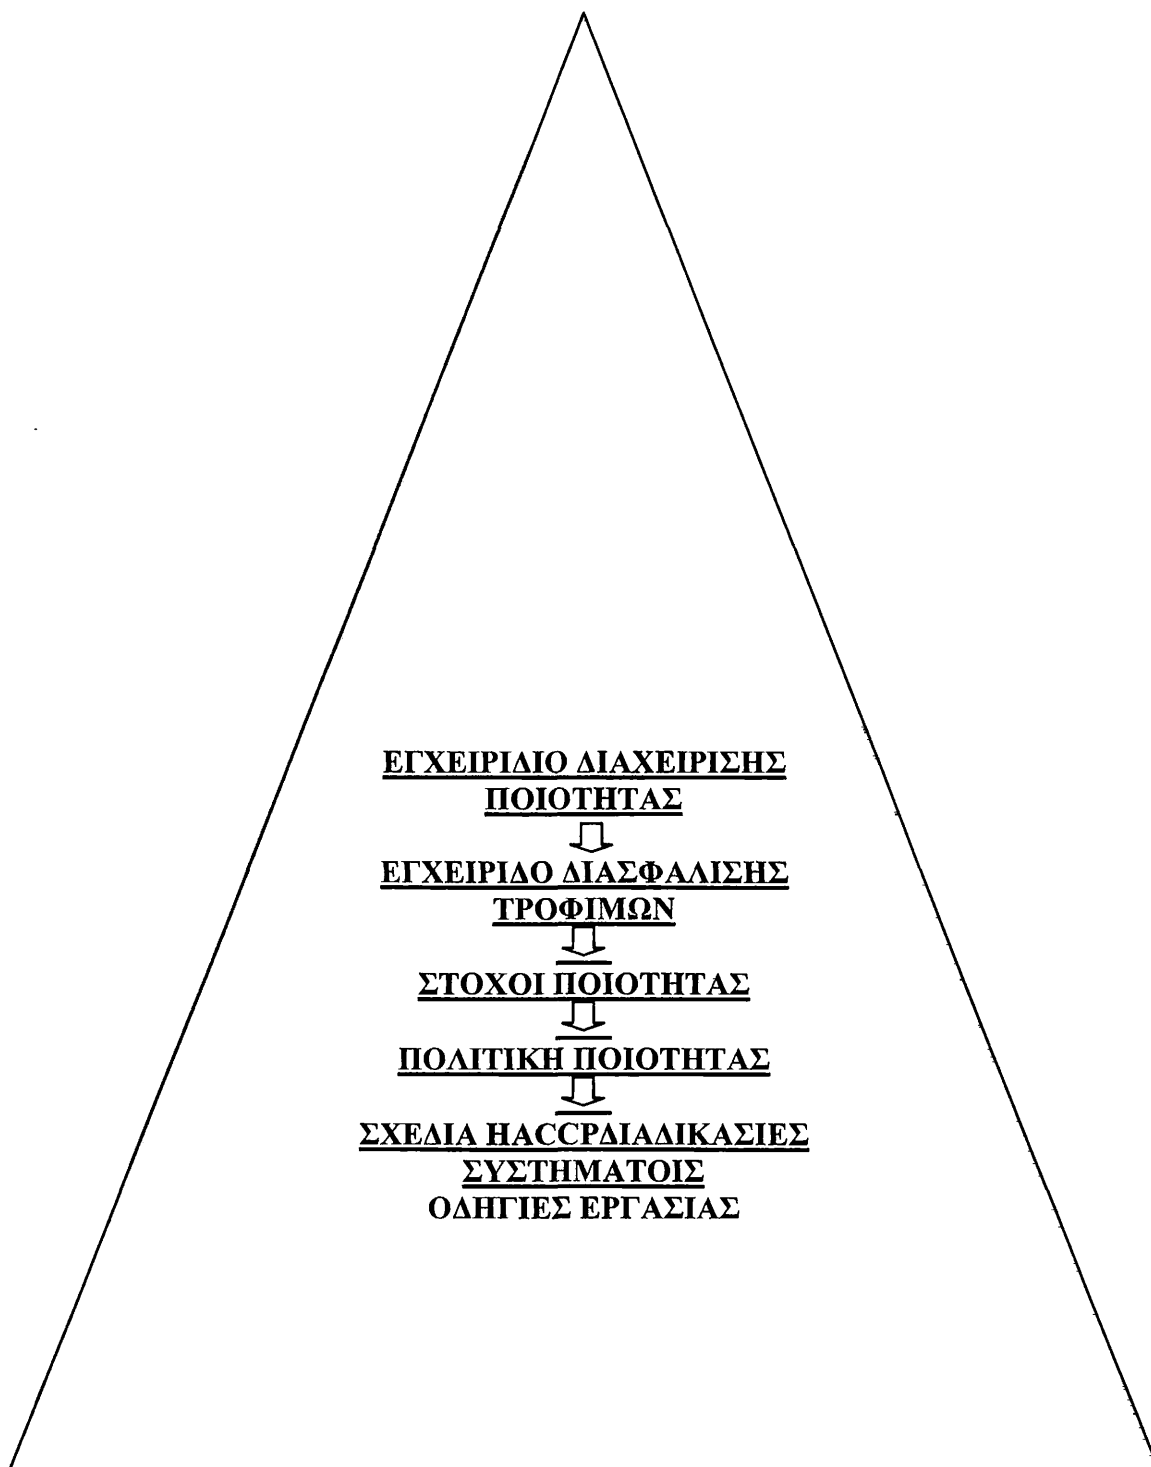 ΕΓΧΕΙΡΙΔΙΟ ΔΙΑΧΕΙΡΙΣΗΣ
ΠΟΙΟΤΗΤΑΣ
ΕΓΧΕΙΡΙΔΟ ΔΙΑΣΦΑΛΙΣΗΣ
ΤΡΟΦΙΜΩΝ
ΣΤΟΧΟΙ ΠΟΙΟΤΗΤΑΣ
ΠΟΛΙΤΙΚΗ ΠΟΙΟΤΗΤΑΣ
ΣΧΕΔΙΑ HACCPΔΙΑΔΙΚΑΣΙΕΣ
ΣΥΣΤΗΜΑΤΟΙΣ
ΟΔΗΓΙΕΣ ΕΡΓΑΣΙΑΣ